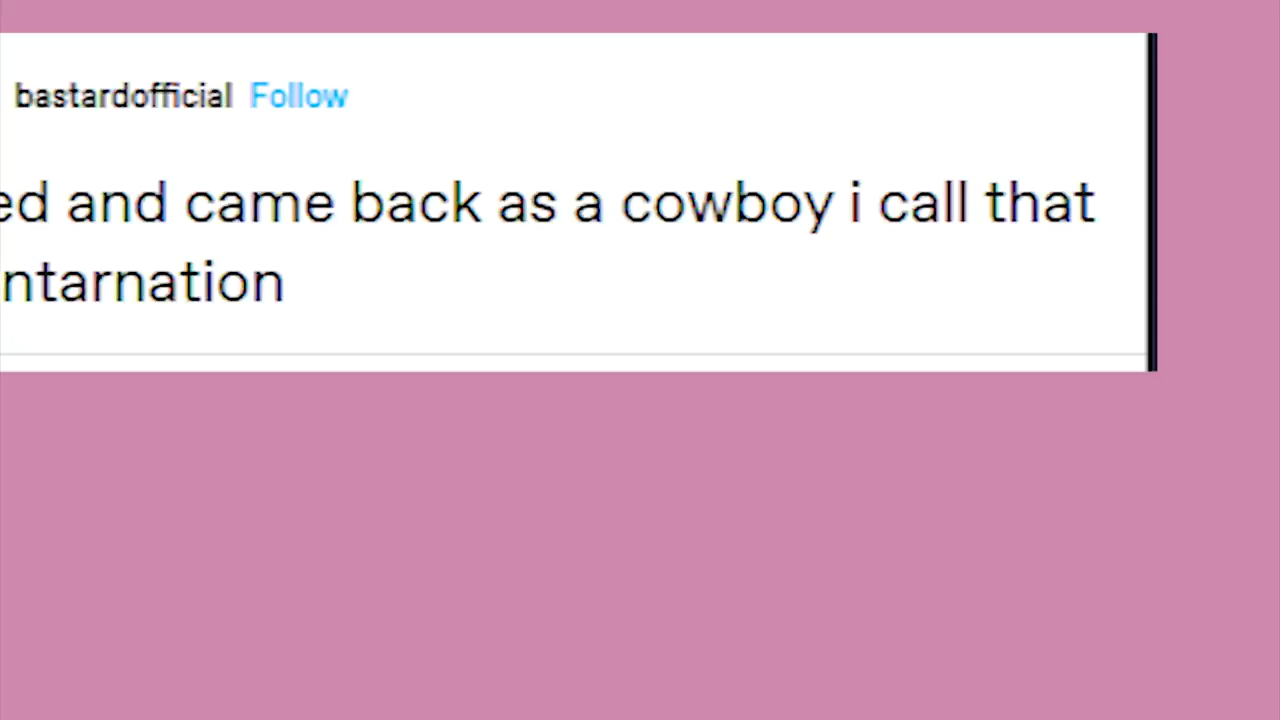 bastardofficial Follow
ed and came back as a cowboy i call that
ntarnation